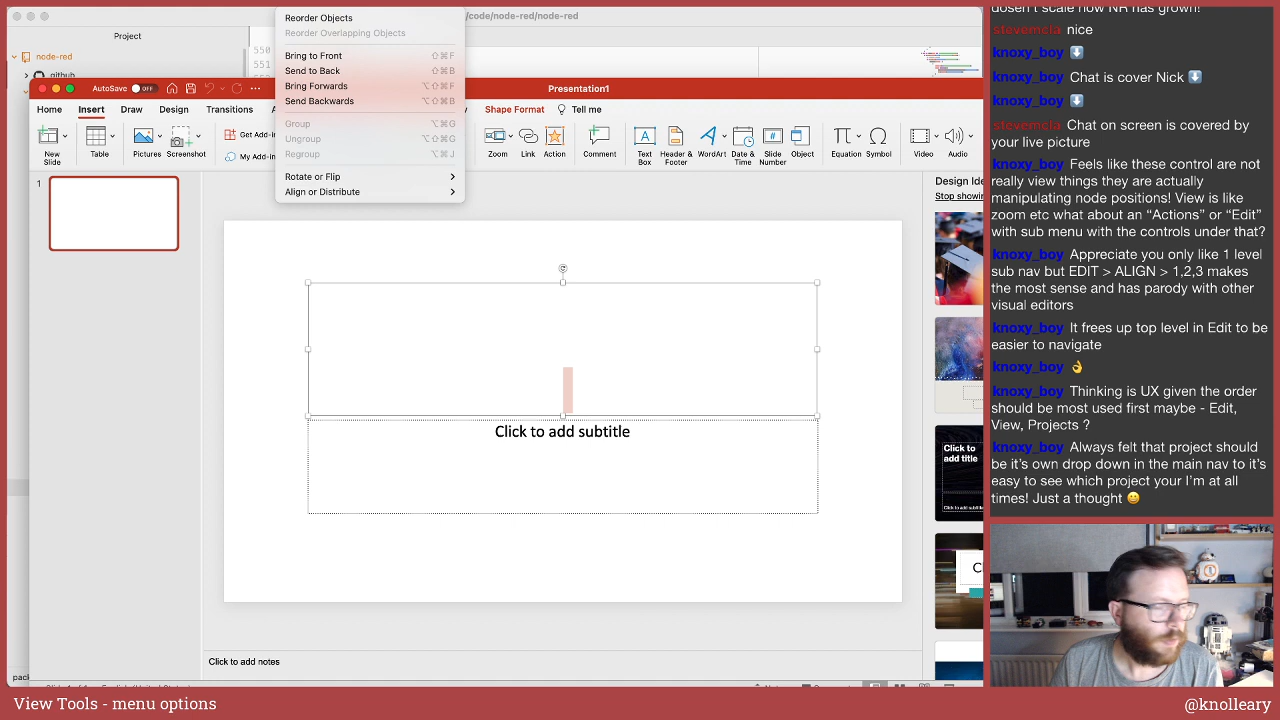 /code/node-red/node-red
Project
node-red
github
550
551
Reorder Objects
Reorder Overlapping Objects
Bring to Front ⇧⌘F
Send to Back ⇧⌘B
Bring Forwards ⌥⇧⌘F
Send Backwards ⌥⇧⌘B
Group ⌥⌘G
Ungroup ⌥⇧⌘G
Regroup ⌥⌘J
Rotate or Flip
Align or Distribute
AutoSave OFF
Presentation1
Home Insert Draw Design Transitions Shape Format Tell me
New Slide
Table
Pictures
Screenshot
Get Add-in
My Add-in
Zoom
Link
Action
Comment
Text Box
Header & Footer
WordArt
Date & Time
Slide Number
Object
Equation
Symbol
Video
Audio
1
Click to add subtitle
Click to add notes
Design Ide
Stop showin
Click to add title
pack
dosen't scale now NR has grown!
stevemcla nice
knoxy_boy ⬇️
knoxy_boy Chat is cover Nick ⬇️
knoxy_boy ⬇️
stevemcla Chat on screen is covered by
your live picture
knoxy_boy Feels like these control are not
really view things they are actually
manipulating node positions! View is like
zoom etc what about an “Actions” or “Edit”
with sub menu with the controls under that?
knoxy_boy Appreciate you only like 1 level
sub nav but EDIT > ALIGN > 1,2,3 makes
the most sense and has parody with other
visual editors
knoxy_boy It frees up top level in Edit to be
easier to navigate
knoxy_boy 👌
knoxy_boy Thinking is UX given the order
should be most used first maybe - Edit,
View, Projects ?
knoxy_boy Always felt that project should
be it’s own drop down in the main nav to it’s
easy to see which project your I’m at all
times! Just a thought 😀
View Tools - menu options
@knolleary